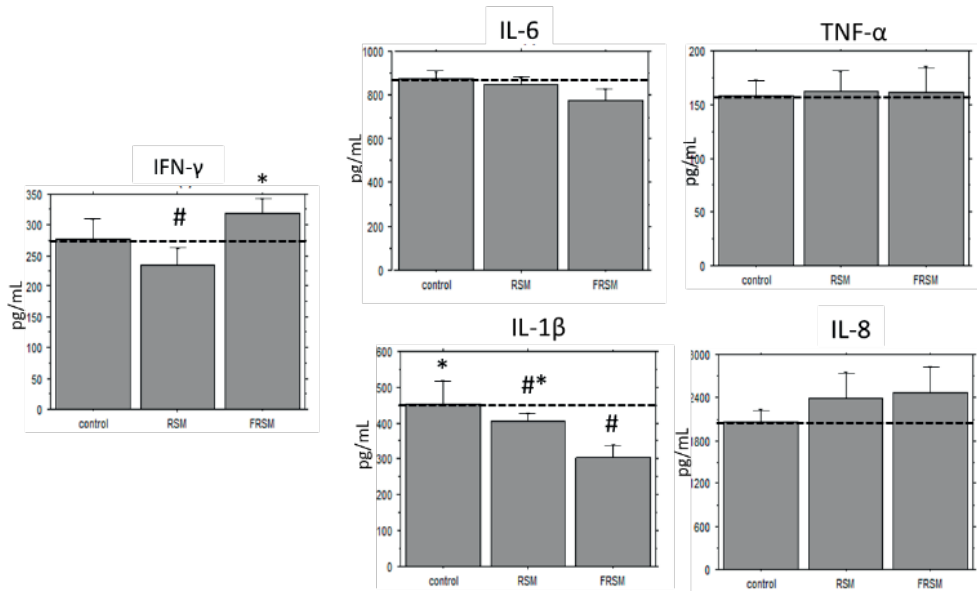 IFN-γ
*
#
pg/mL
350
300
250
200
150
100
50
0
control RSM FRSM
IL-6
pg/mL
1000
800
600
400
200
0
control RSM FRSM
TNF-α
pg/mL
200
150
100
50
0
control RSM FRSM
IL-1β
* #* #
pg/mL
600
500
400
300
200
100
0
control RSM FRSM
IL-8
pg/mL
3000
2400
1800
1200
600
0
control RSM FRSM